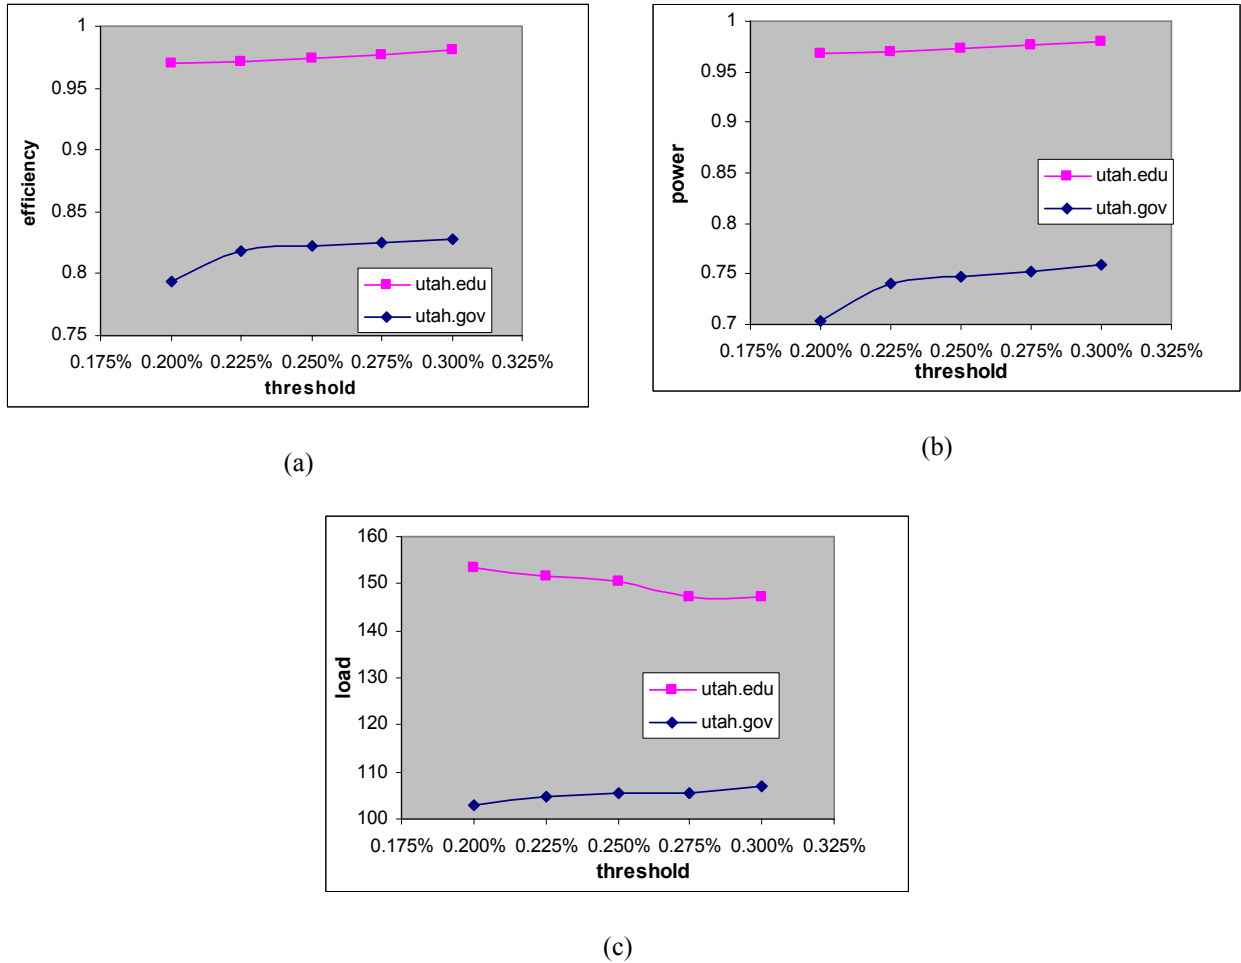 1
0.95
0.9
0.85
0.8
0.75
efficiency
utah.edu
utah.gov
0.175% 0.200% 0.225% 0.250% 0.275% 0.300% 0.325%
threshold
(a)
1
0.95
0.9
0.85
0.8
0.75
0.7
power
utah.edu
utah.gov
0.175% 0.200% 0.225% 0.250% 0.275% 0.300% 0.325%
threshold
(b)
160
150
140
130
120
110
100
load
utah.edu
utah.gov
0.175% 0.200% 0.225% 0.250% 0.275% 0.300% 0.325%
threshold
(c)